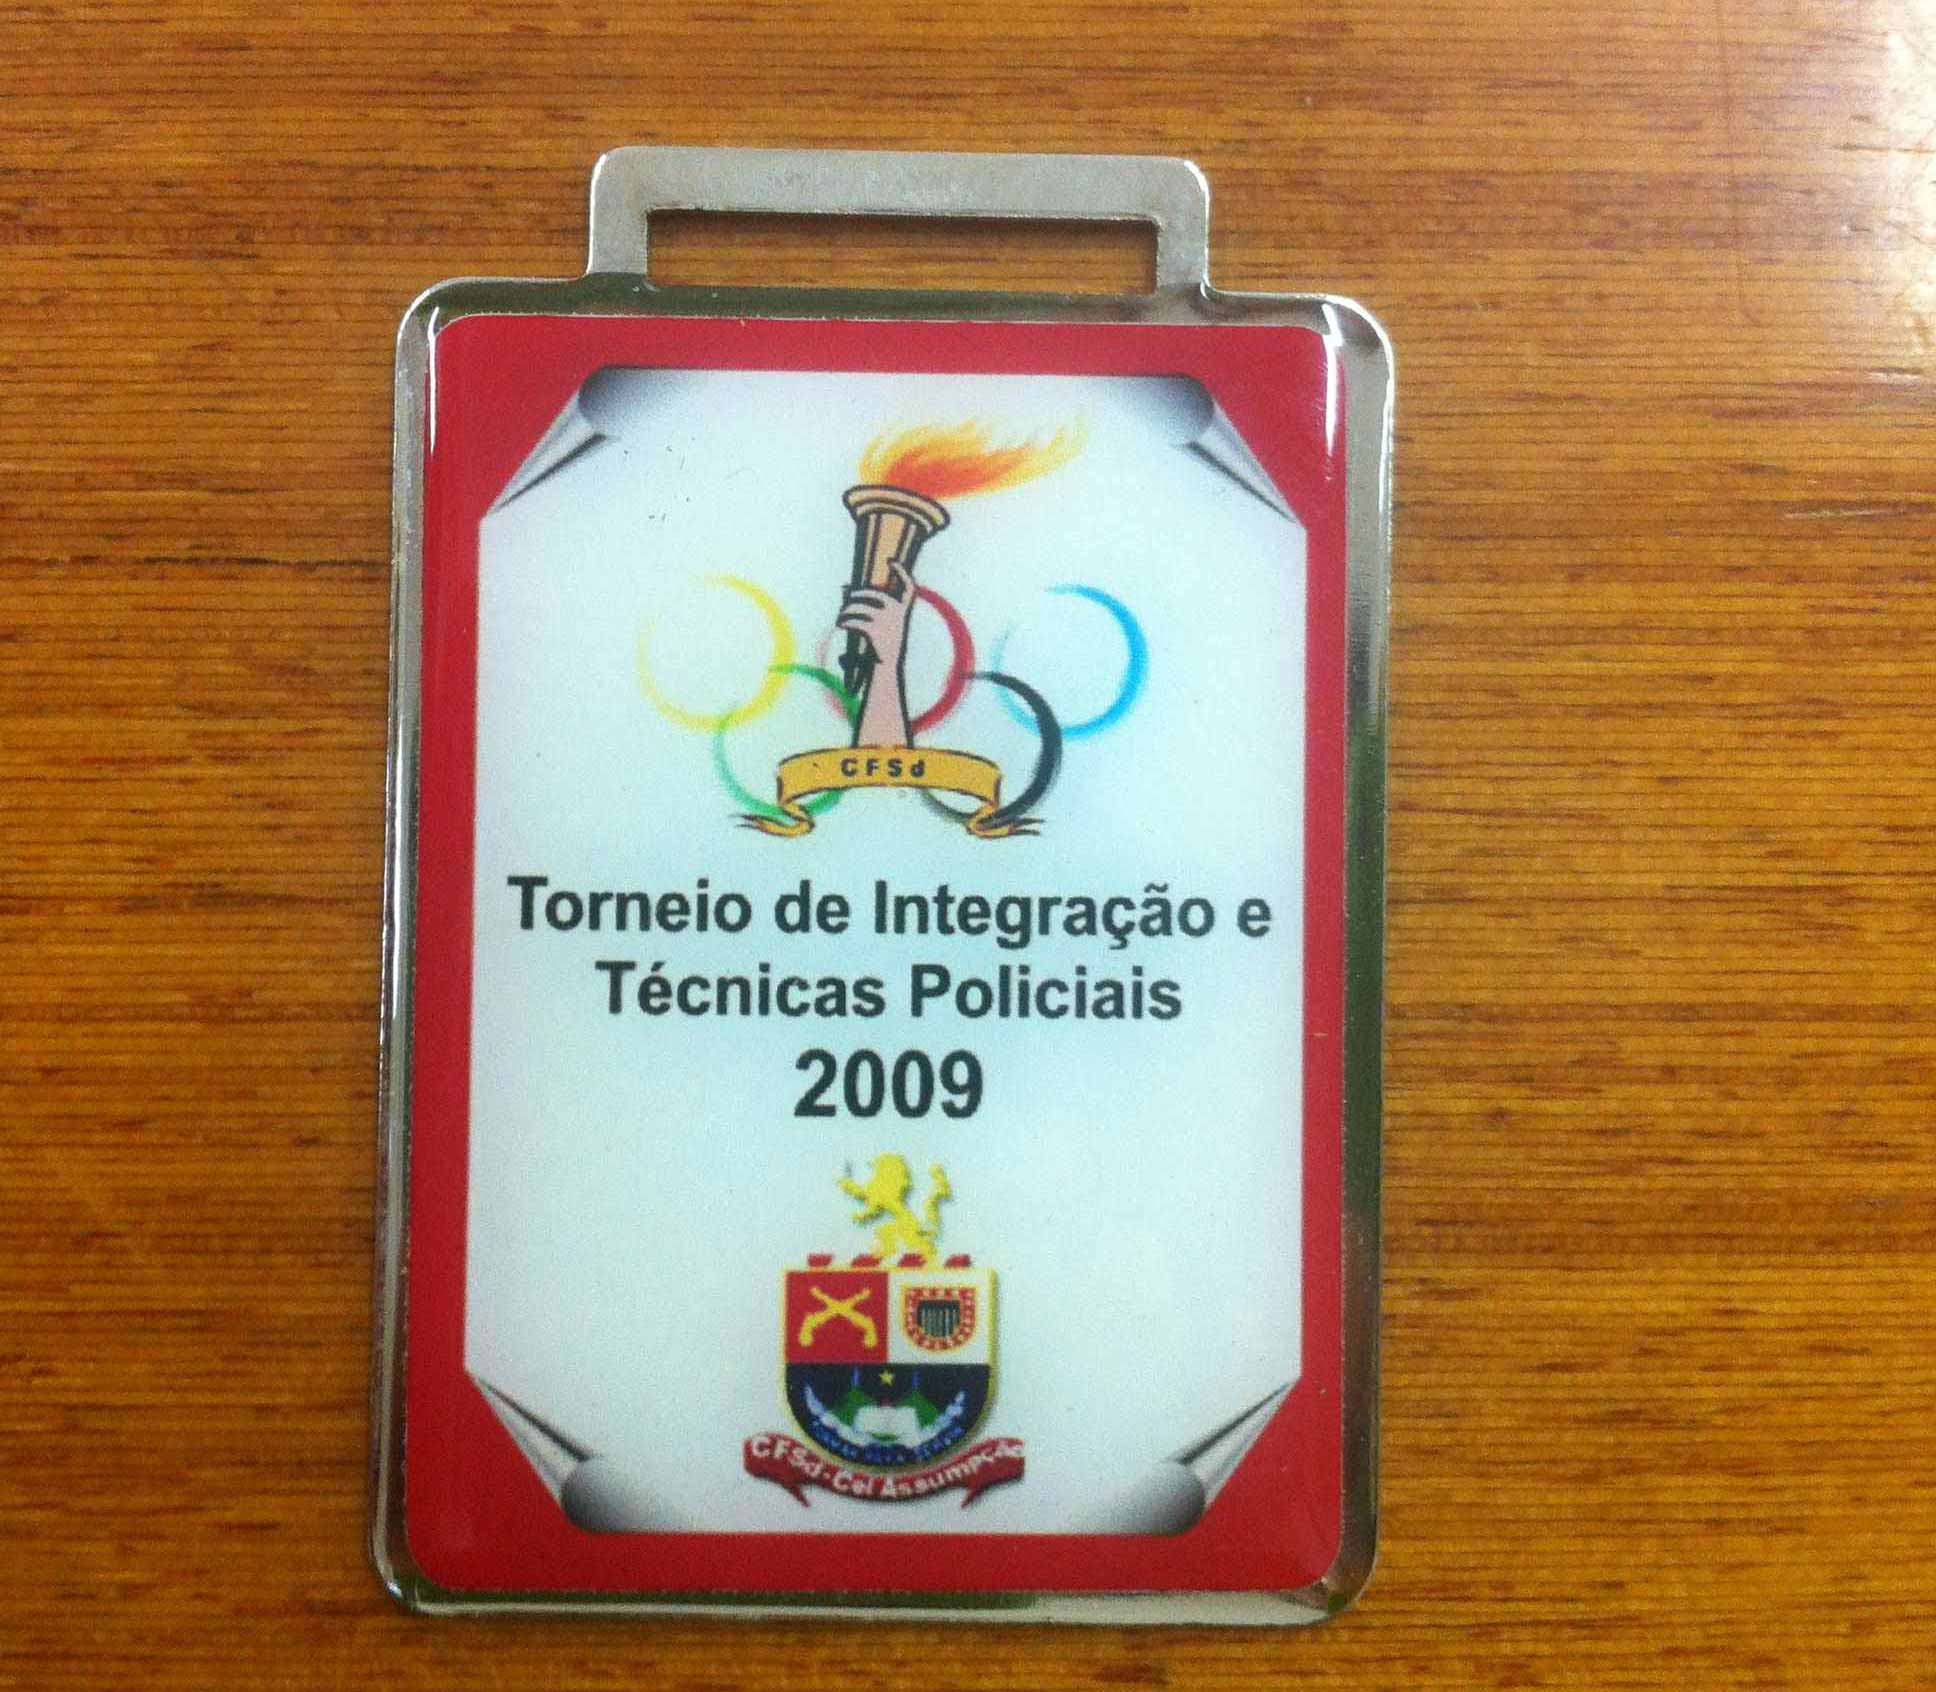 CFSd
Torneio de Integração e
Técnicas Policiais
2009
CFSd-Cel Assumpção